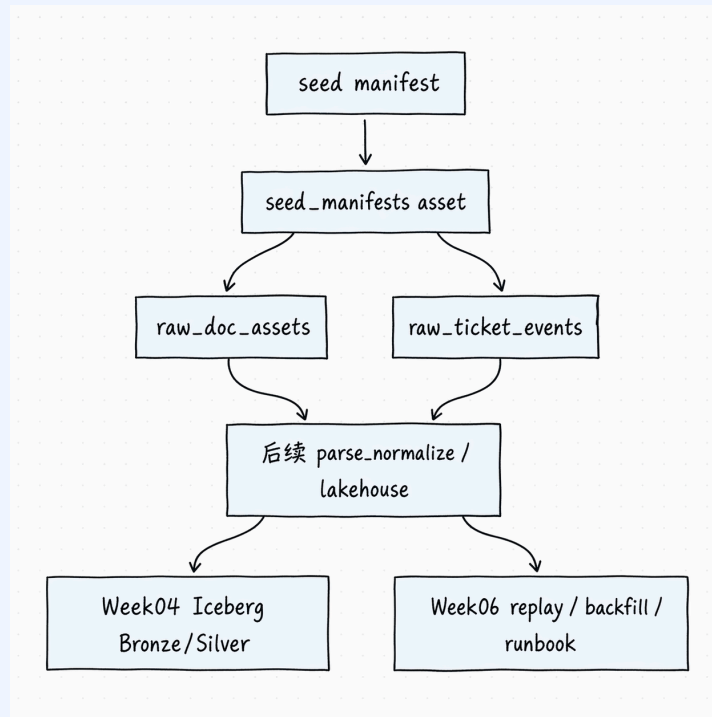 seed manifest
seed_manifests asset
raw_doc_assets
raw_ticket_events
后续 parse_normalize /
lakehouse
Week04 Iceberg
Bronze/Silver
Week06 replay / backfill /
runbook